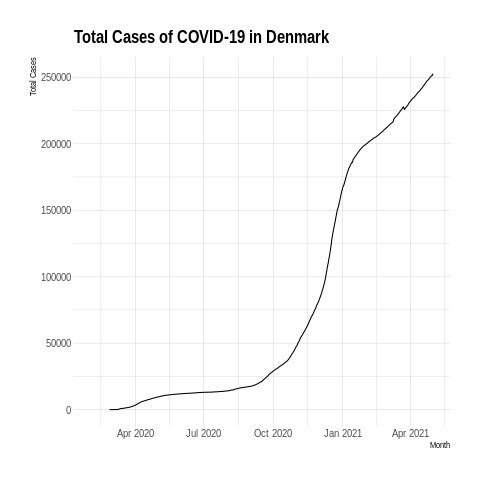 Total Cases of COVID-19 in Denmark
Total Cases
250000
200000
150000
100000
50000
0
Apr 2020 Jul 2020 Oct 2020 Jan 2021 Apr 2021
Month